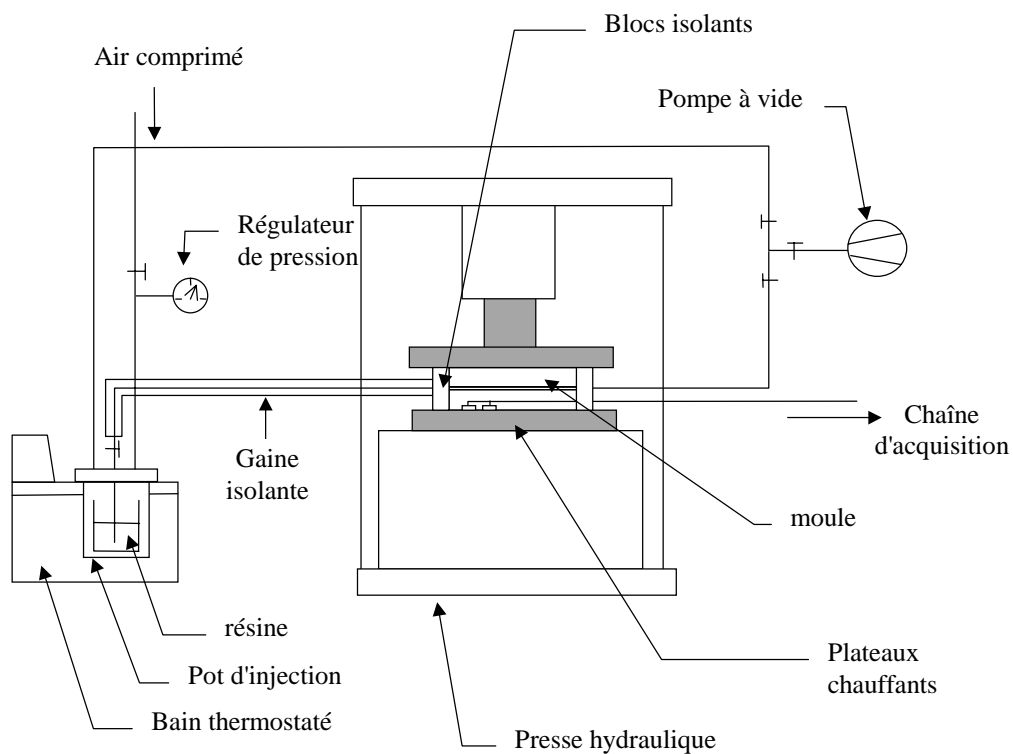 Blocs isolants
Air comprimé
Pompe à vide
Régulateur
de pression
Chaîne
d'acquisition
Gaine
isolante
moule
résine
Pot d'injection
Plateaux
chauffants
Bain thermostaté
Presse hydraulique